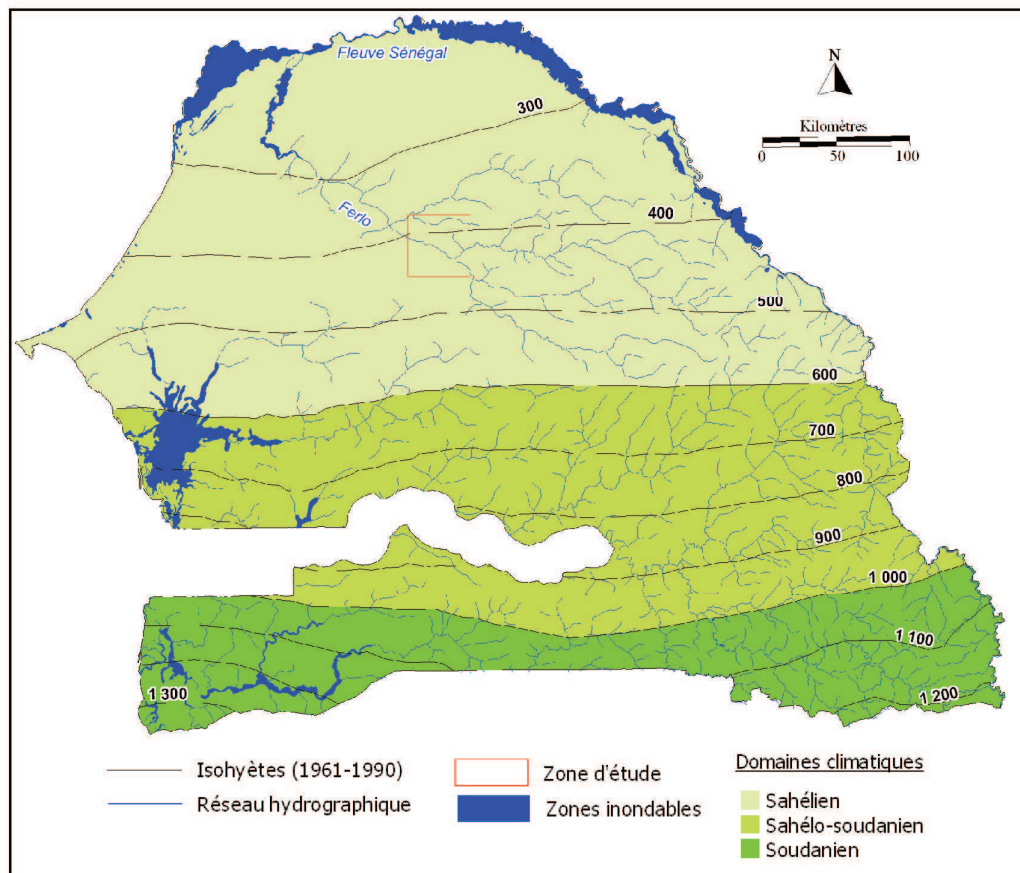 Fleuve Sénégal
N
300
Kilomètres
0 50 100
Ferlo
400
500
600
700
800
900
1 000
1 100
1 300
1 200
Isohyètes (1961-1990)
Réseau hydrographique
Zone d'étude
Zones inondables
Domaines climatiques
Sahélien
Sahélo-soudanien
Soudanien